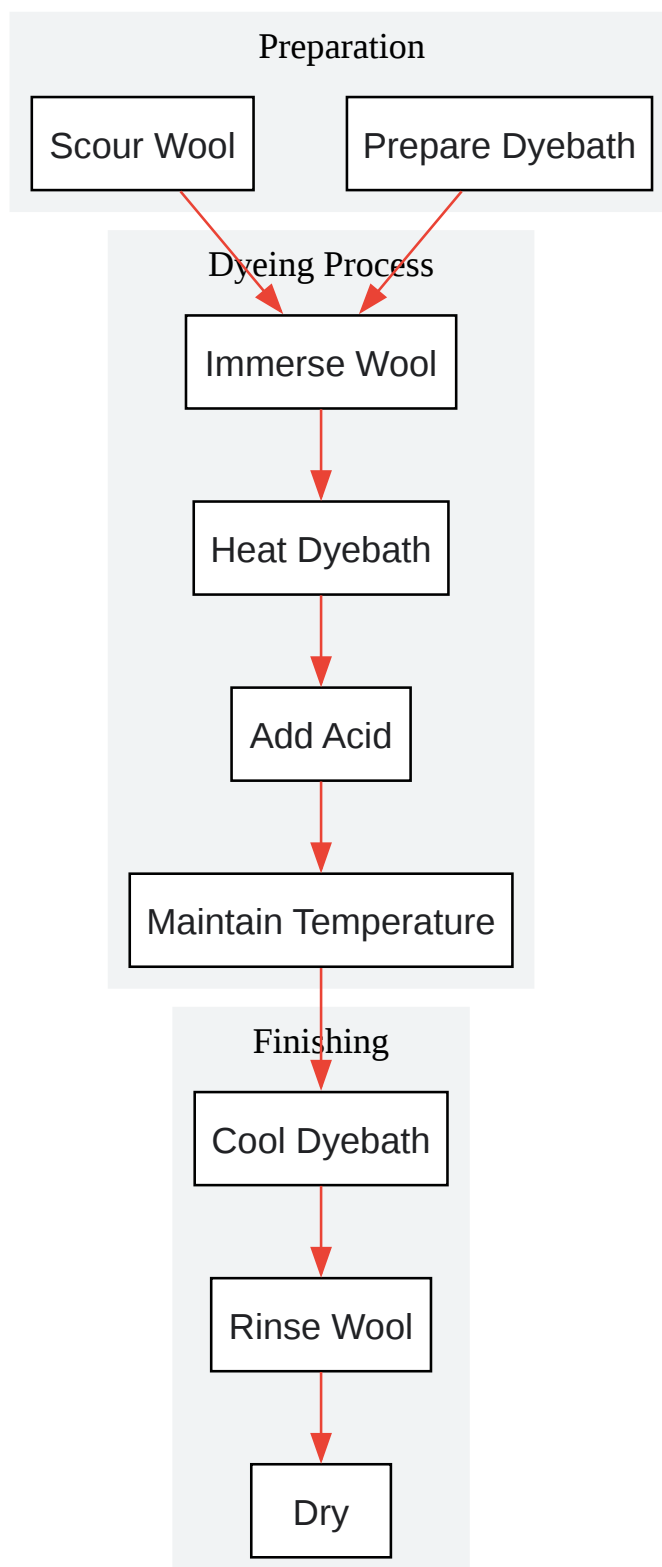 Preparation
Scour Wool
Prepare Dyebath
Dyeing Process
Immerse Wool
Heat Dyebath
Add Acid
Maintain Temperature
Finishing
Cool Dyebath
Rinse Wool
Dry